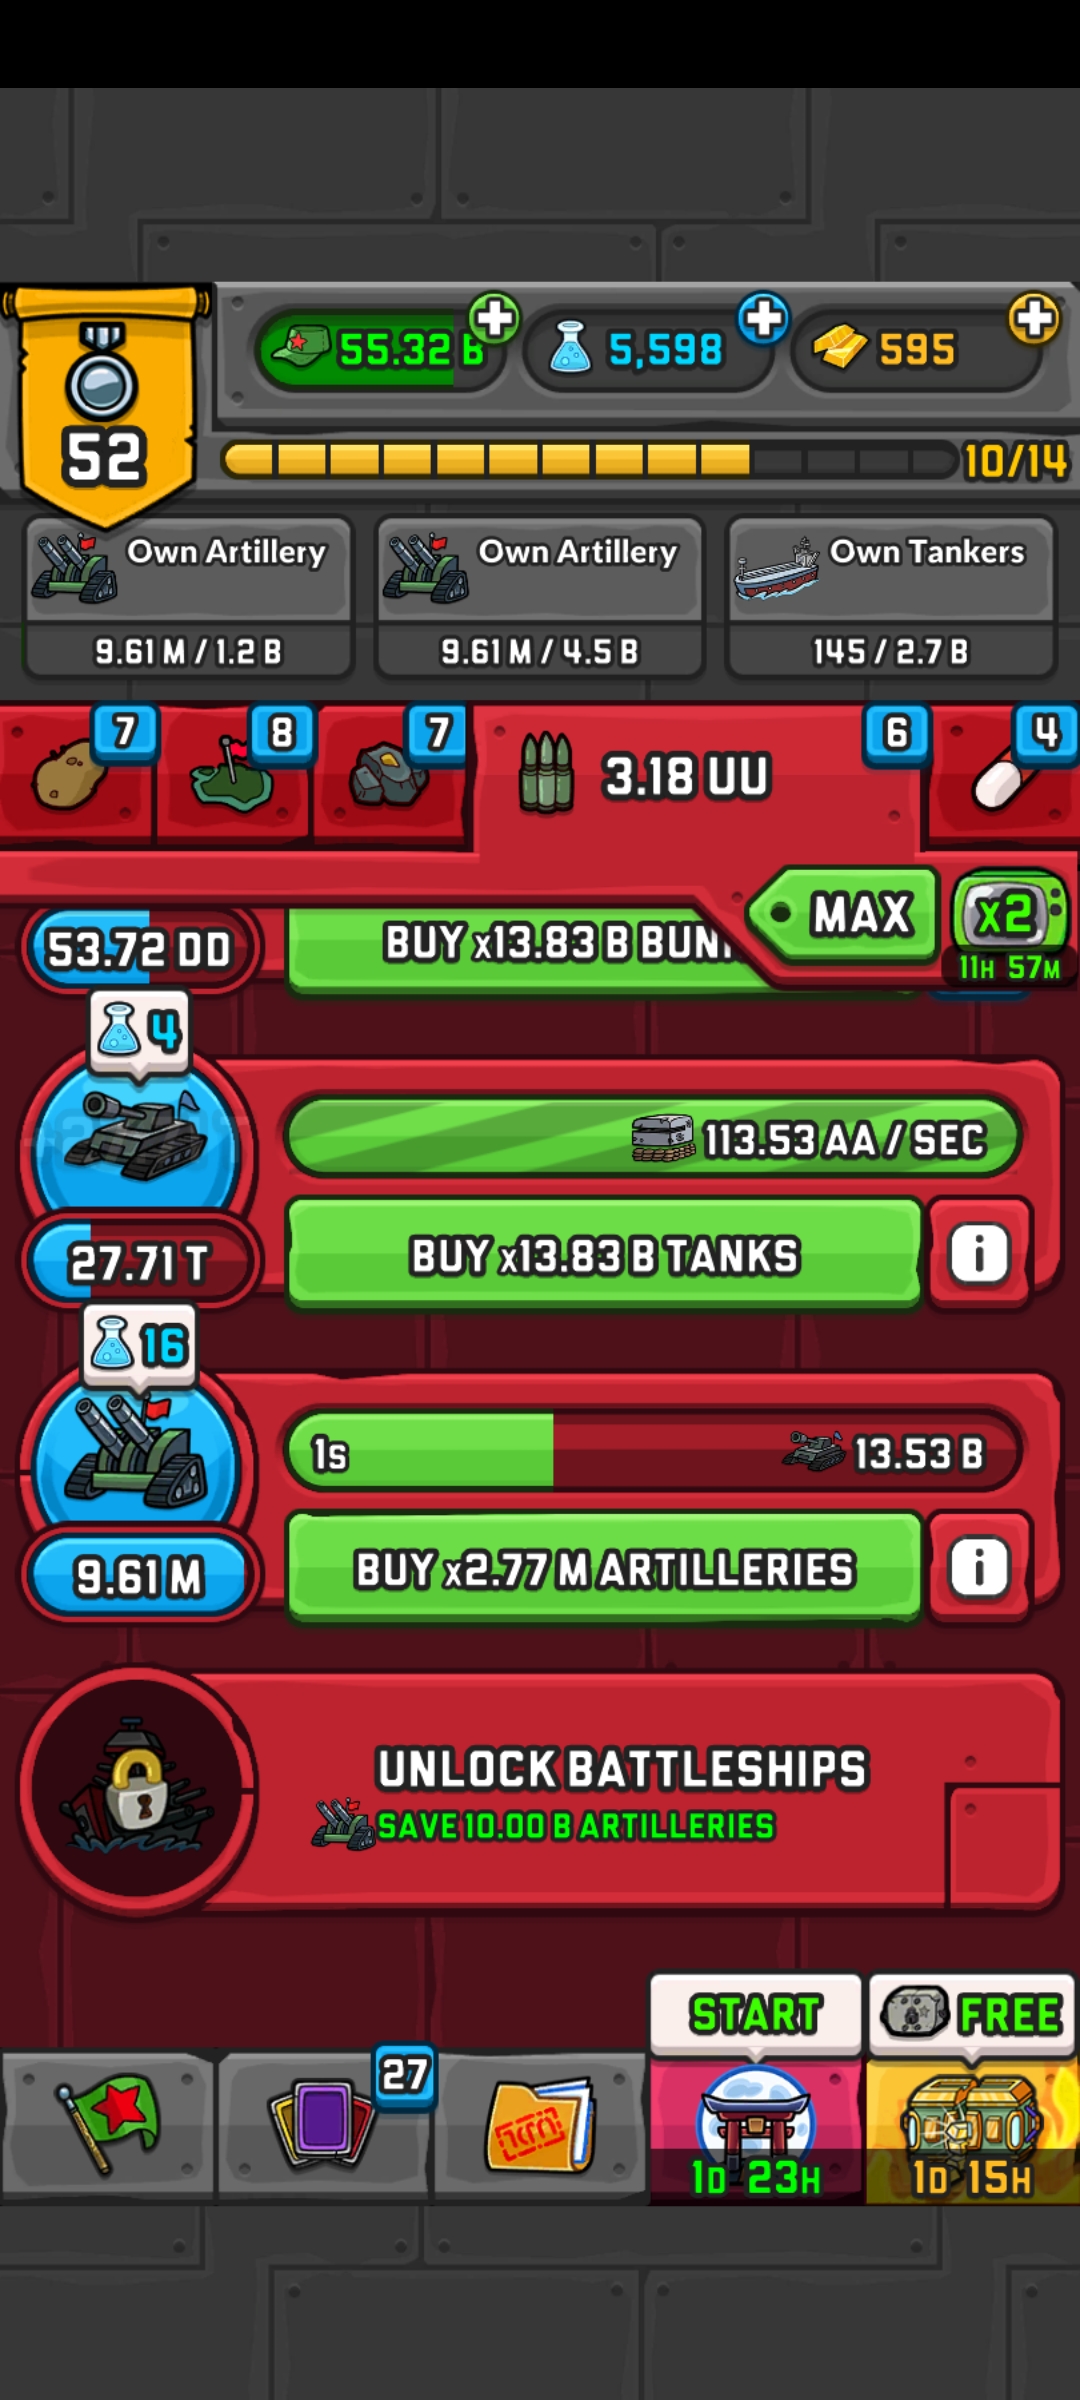 55.32 B
5,598
595
52
10/14
Own Artillery
9.61 M / 1.2 B
Own Artillery
9.61 M / 4.5 B
Own Tankers
145 / 2.7 B
7
8
7
3.18 UU
6
4
MAX
x2
11H 57M
53.72 DD
BUY x13.83 B
4
113.53 AA / SEC
27.71 T
BUY x13.83 B TANKS
i
16
1s
13.53 B
9.61 M
BUY x2.77 M ARTILLERIES
i
UNLOCK BATTLESHIPS
SAVE 10.00 B ARTILLERIES
START
FREE
27
1D 23H
1D 15H